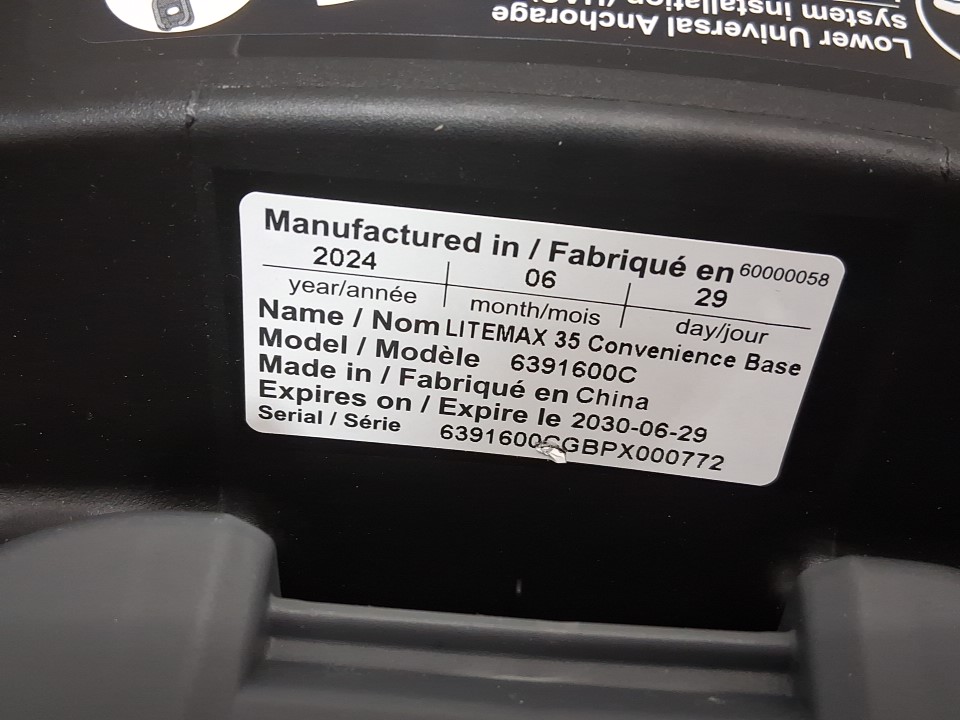 Lower Universal Anchorage
system installation
Manufactured in / Fabriqué en 60000058
2024 06 29
year/année month/mois day/jour
Name / Nom LITEMAX 35 Convenience Base
Model / Modèle 6391600C
Made in / Fabriqué en China
Expires on / Expire le 2030-06-29
Serial / Série 6391600CGBPX000772